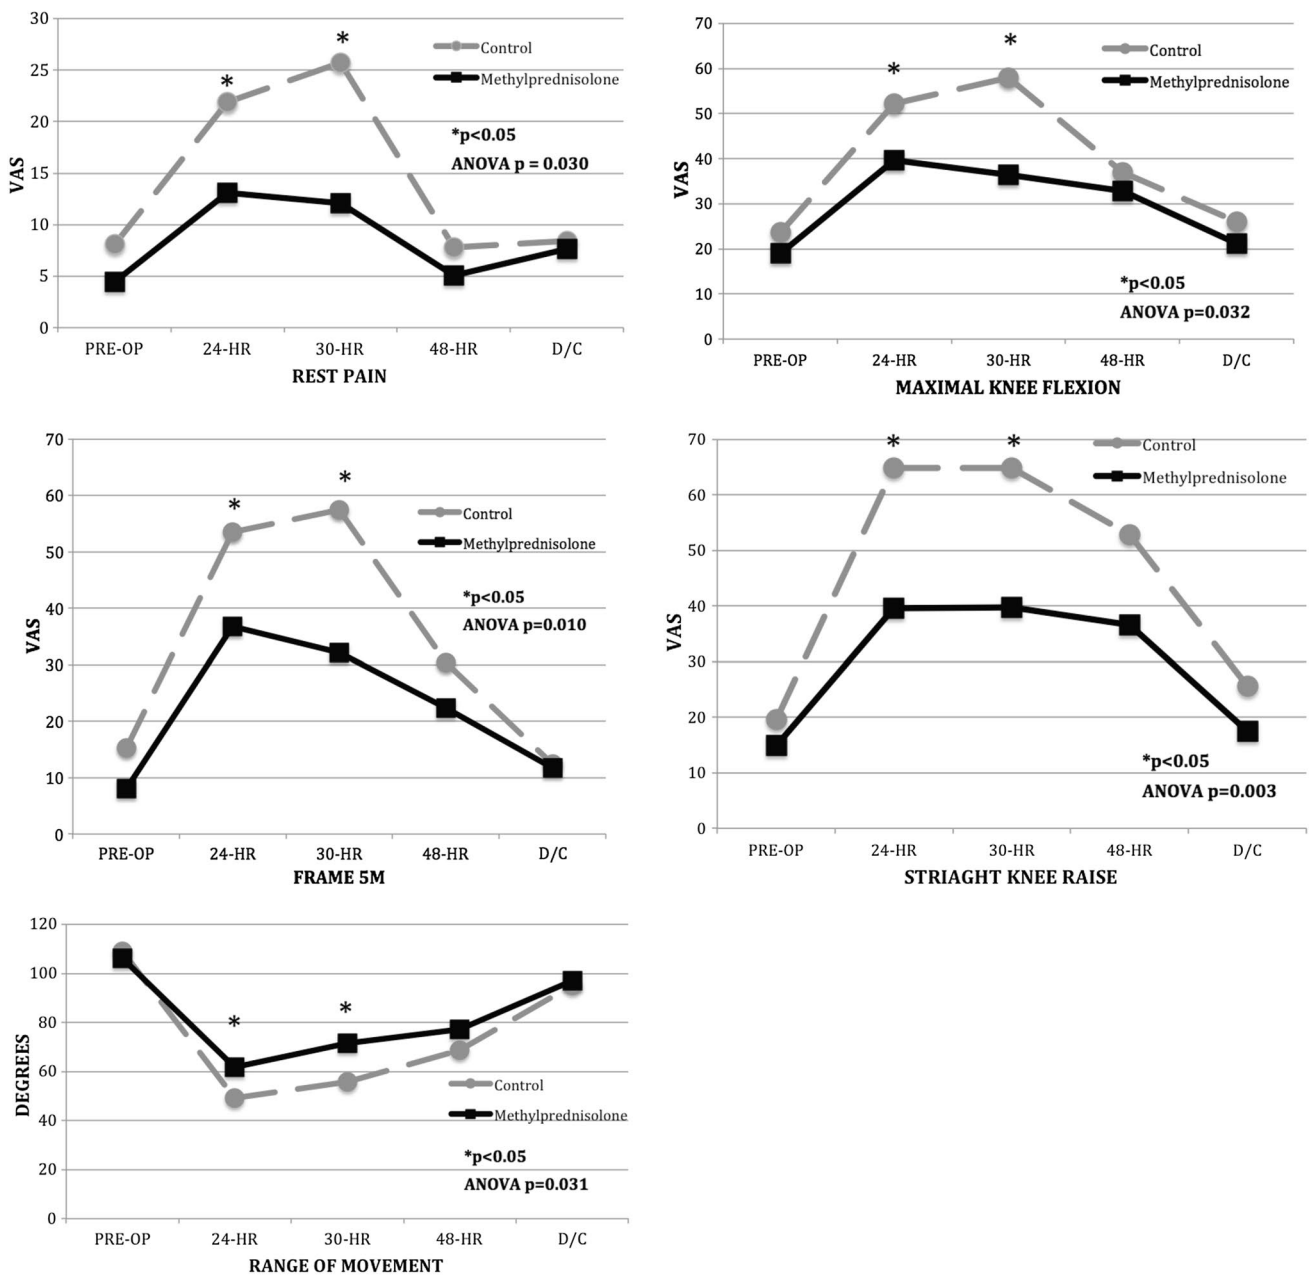 30
25
20
15
10
5
0
VAS
*
*
Control
Methylprednisolone
*p<0.05
ANOVA p = 0.030
PRE-OP 24-HR 30-HR 48-HR D/C
REST PAIN
70
60
50
40
30
20
10
0
VAS
*
*
Control
Methylprednisolone
*p<0.05
ANOVA p=0.032
PRE-OP 24-HR 30-HR 48-HR D/C
MAXIMAL KNEE FLEXION
70
60
50
40
30
20
10
0
VAS
*
*
Control
Methylprednisolone
*p<0.05
ANOVA p=0.010
PRE-OP 24-HR 30-HR 48-HR D/C
FRAME 5M
70
60
50
40
30
20
10
0
VAS
*
*
Control
Methylprednisolone
*p<0.05
ANOVA p=0.003
PRE-OP 24-HR 30-HR 48-HR D/C
STRIAGHT KNEE RAISE
120
100
80
60
40
20
0
DEGREES
*
*
Control
Methylprednisolone
*p<0.05
ANOVA p=0.031
PRE-OP 24-HR 30-HR 48-HR D/C
RANGE OF MOVEMENT